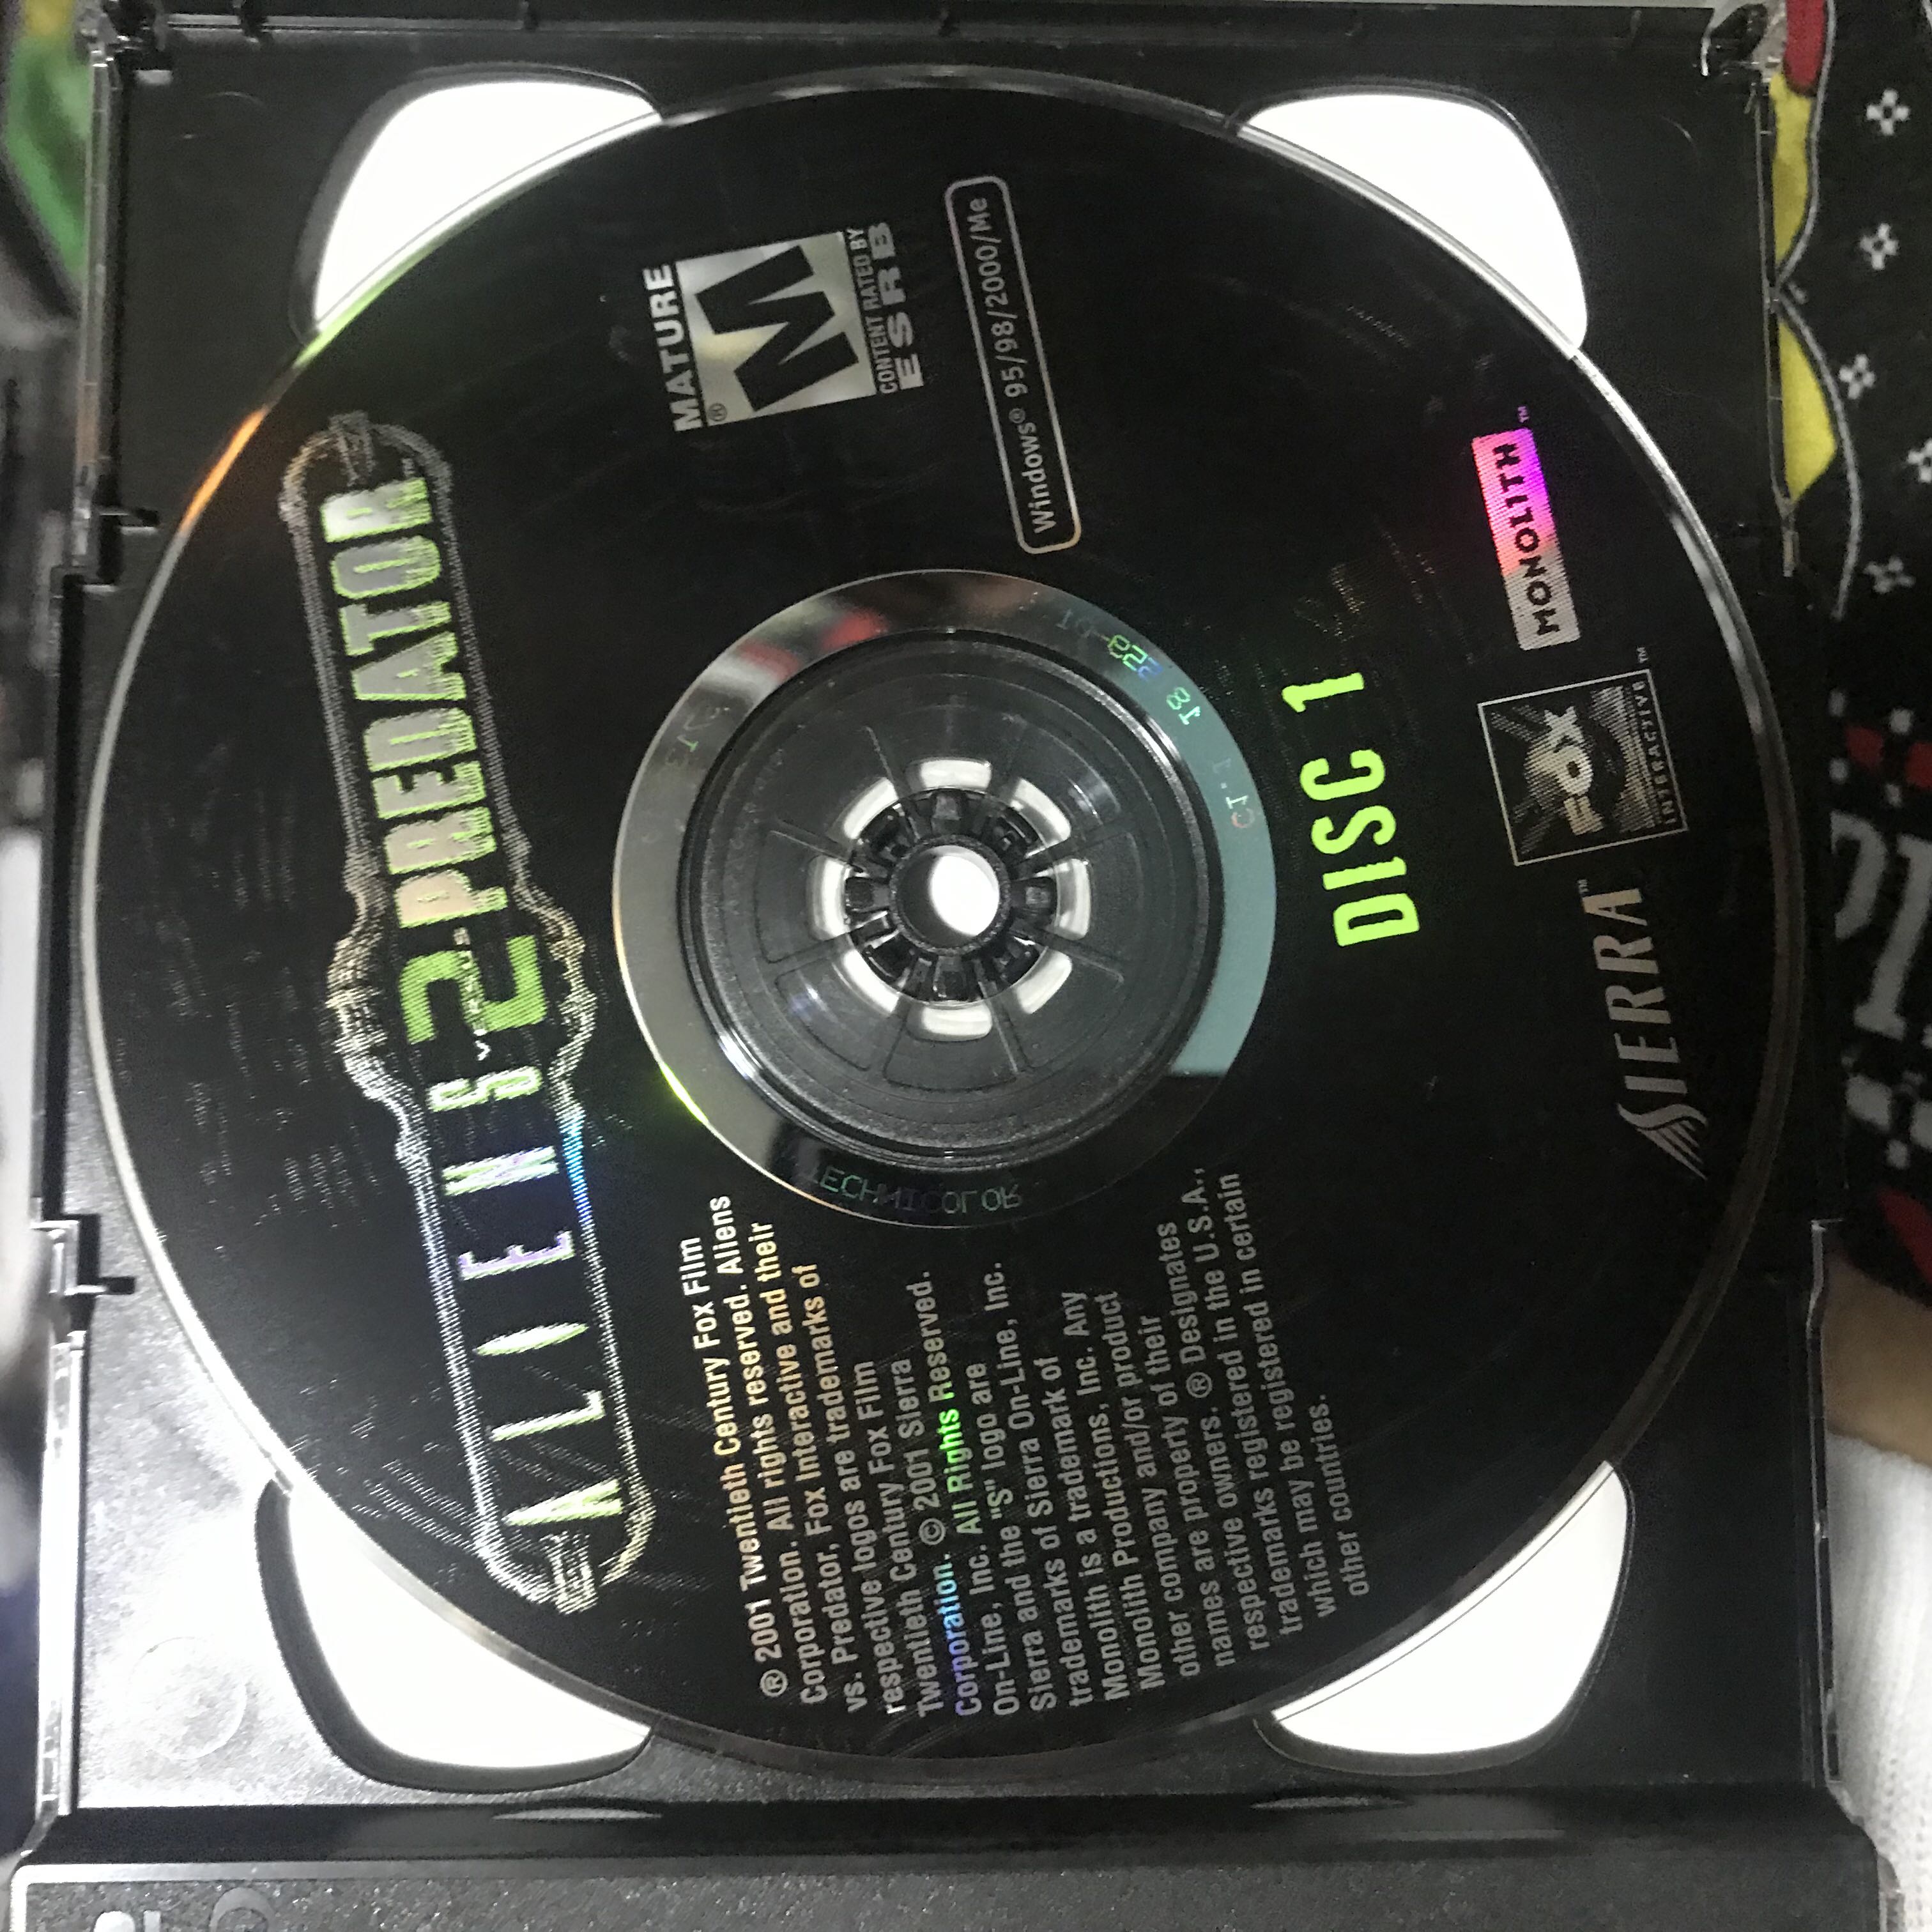 ALIENS VS. PREDATOR 2
MATURE
M
®
CONTENT RATED BY
ESRB
Windows® 95/98/2000/Me
® 2001 Twentieth Century Fox Film
Corporation. All rights reserved. Aliens
vs. Predator, Fox Interactive and their
respective logos are trademarks of
Twentieth Century Fox Film
Corporation. © 2001 Sierra
On-Line, Inc. All Rights Reserved.
Sierra and the "S" logo are
trademarks of Sierra On-Line, Inc.
Monolith is a trademark of
Monolith Productions, Inc. Any
other company and/or product
names are property of their
respective owners. ® Designates
trademarks registered in the U.S.A.,
which may be registered in certain
other countries.
DISC 1
SIERRA™
FOX
INTERACTIVE™
MONOLITH™
TECHNICOLOR